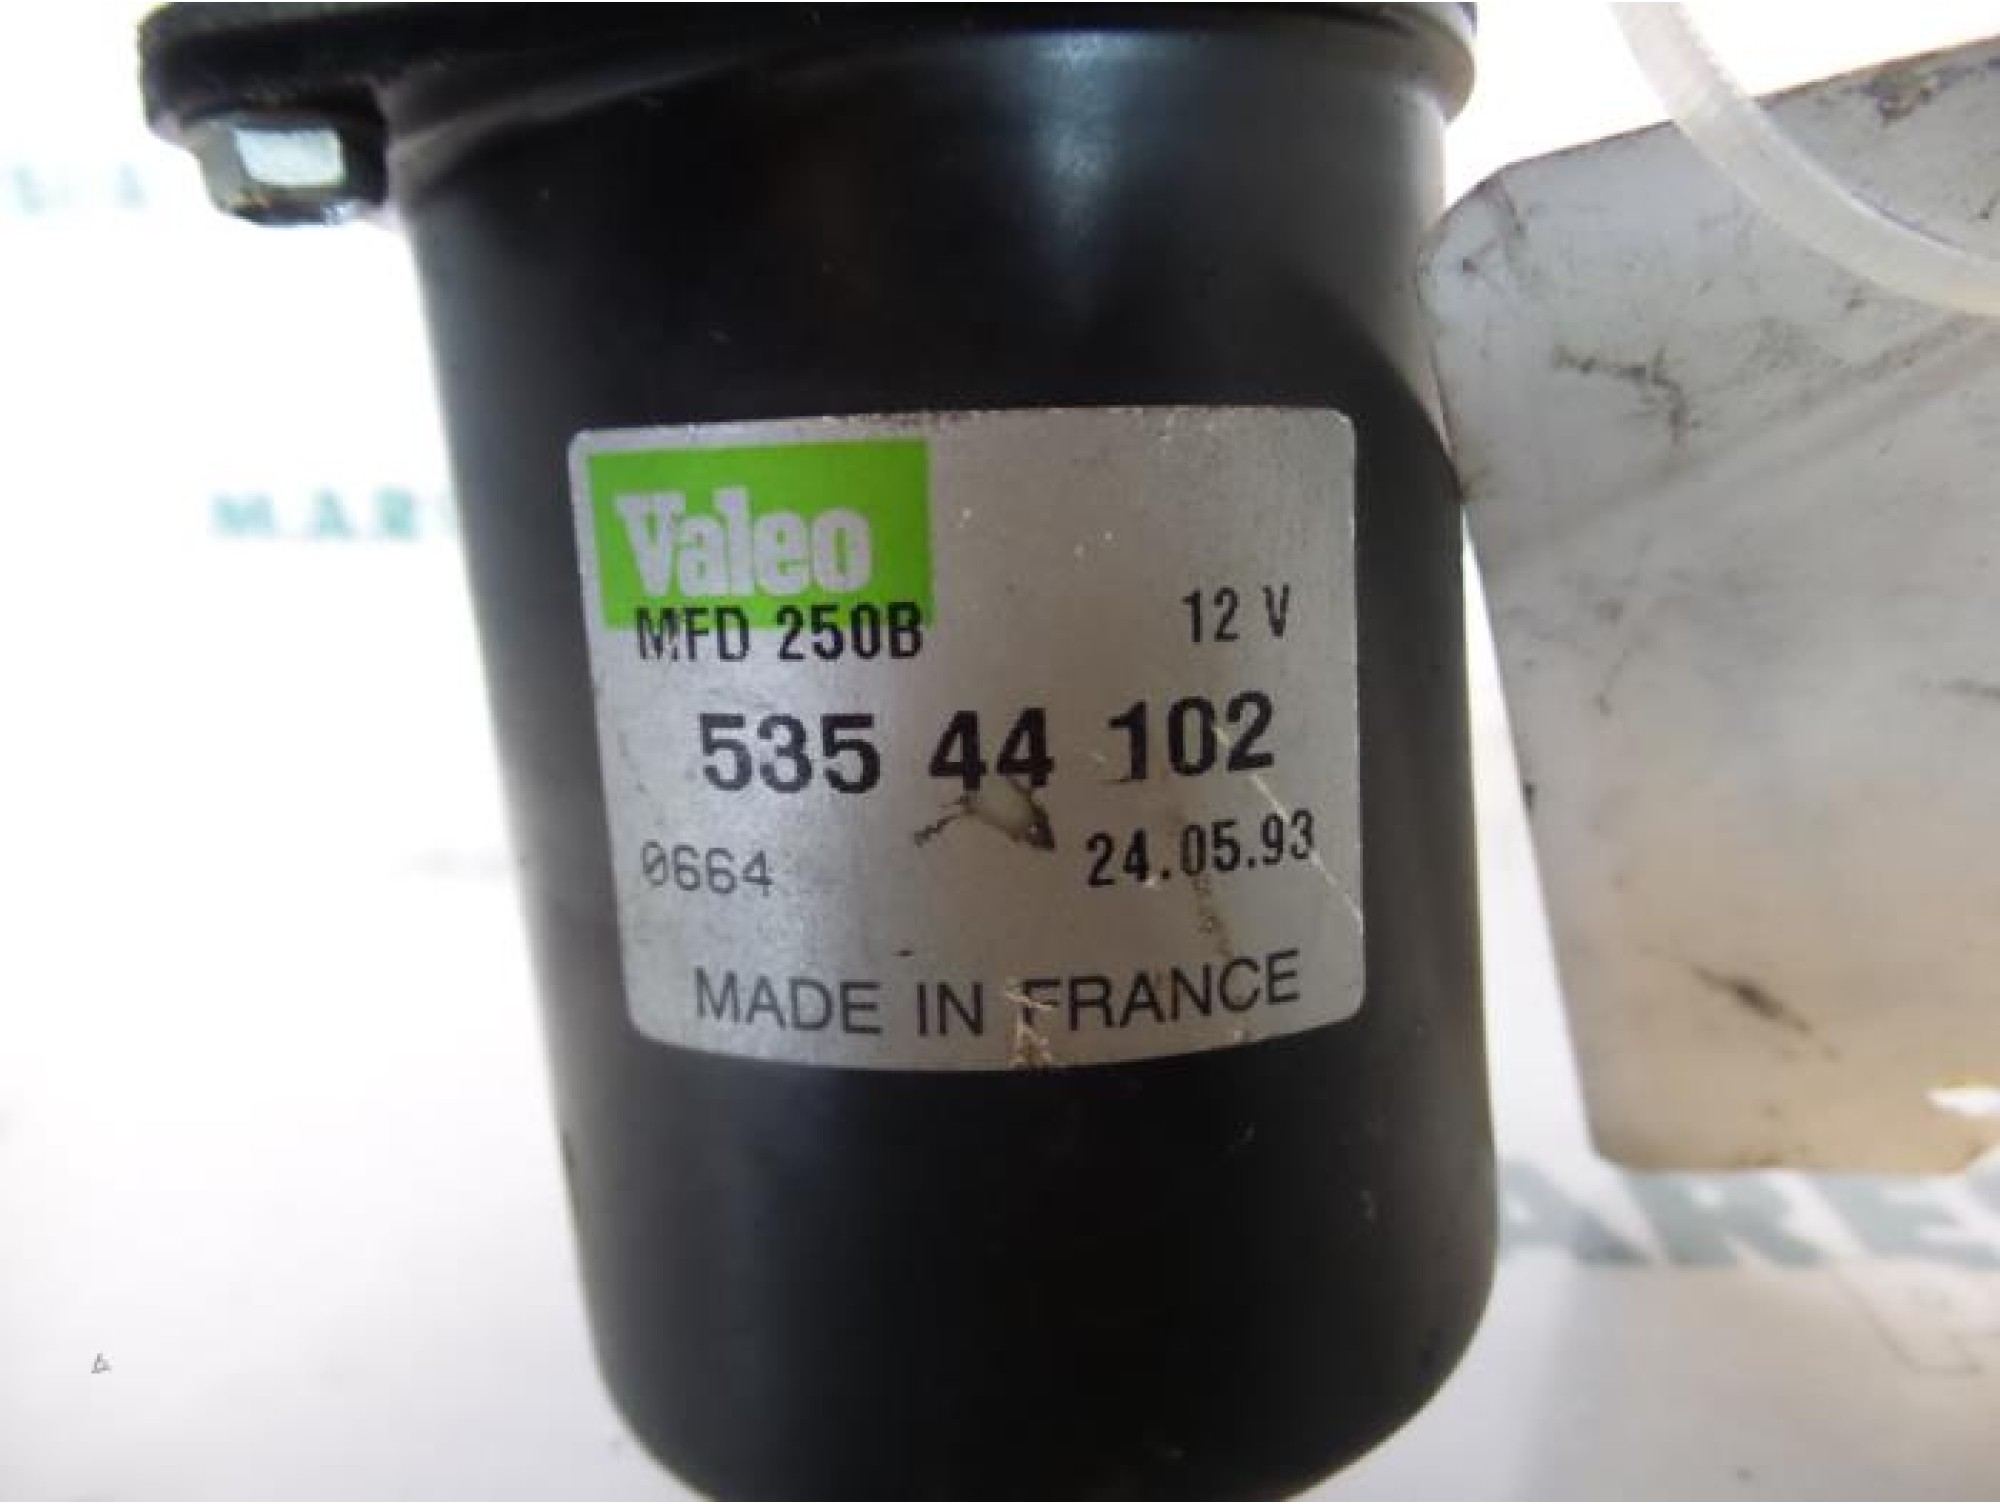 Valeo
MFD 250B 12 V
535 44 102
0664 24.05.93
MADE IN FRANCE